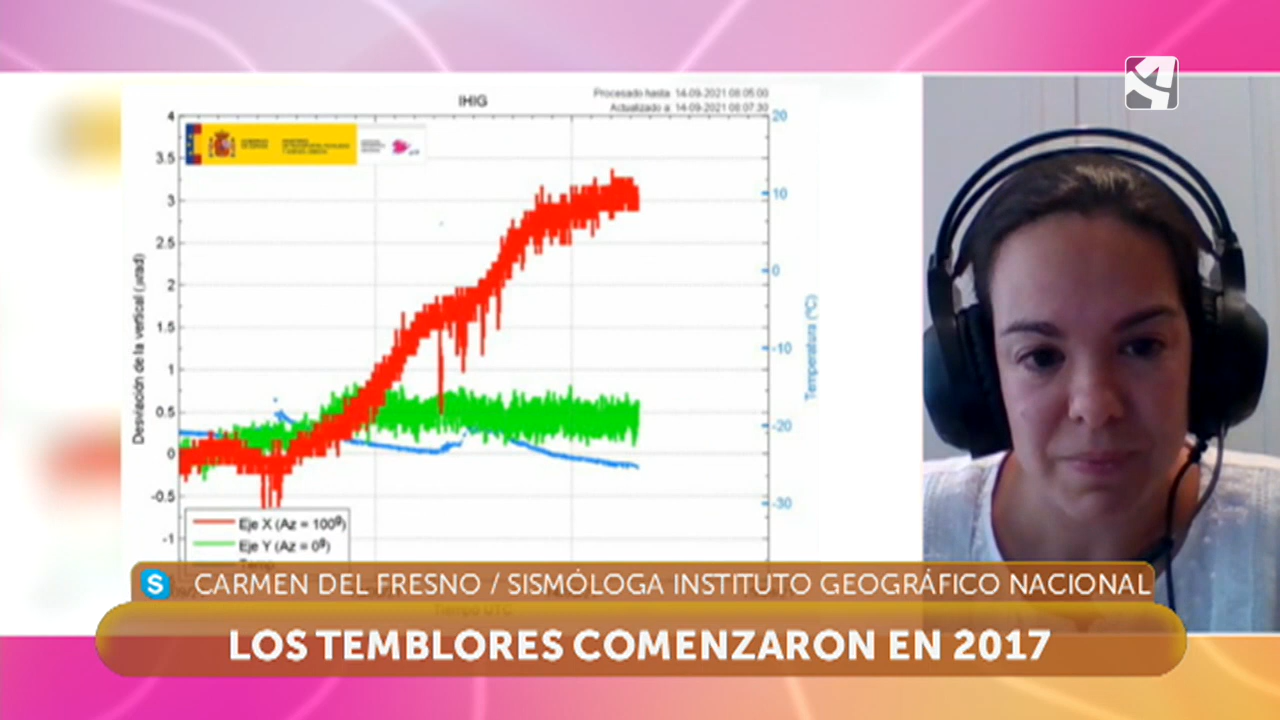 IHIG
Procesado hasta 14-09-2021 08:05:00
Actualizado a 14-09-2021 08:07:30
4
3.5
3
2.5
2
1.5
1
0.5
0
-0.5
-1
20
10
0
-10
-20
-30
Desviación de la vertical (µrad)
Temperatura (ºC)
Eje X (Az = 100º)
Eje Y (Az = 0º)
Temp
S CARMEN DEL FRESNO / SISMÓLOGA INSTITUTO GEOGRÁFICO NACIONAL
Tiempo UTC
LOS TEMBLORES COMENZARON EN 2017